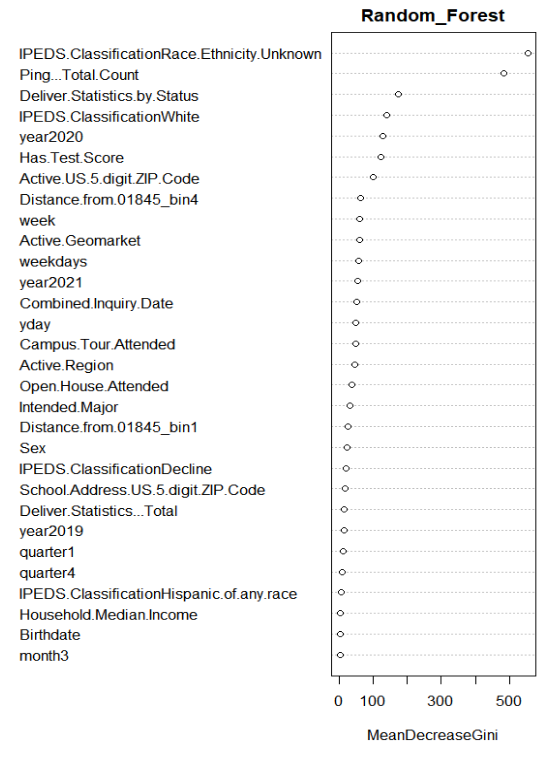 Random_Forest
IPEDS.ClassificationRace.Ethnicity.Unknown
Ping...Total.Count
Deliver.Statistics.by.Status
IPEDS.ClassificationWhite
year2020
Has.Test.Score
Active.US.5.digit.ZIP.Code
Distance.from.01845_bin4
week
Active.Geomarket
weekdays
year2021
Combined.Inquiry.Date
yday
Campus.Tour.Attended
Active.Region
Open.House.Attended
Intended.Major
Distance.from.01845_bin1
Sex
IPEDS.ClassificationDecline
School.Address.US.5.digit.ZIP.Code
Deliver.Statistics...Total
year2019
quarter1
quarter4
IPEDS.ClassificationHispanic.of.any.race
Household.Median.Income
Birthdate
month3
0 100 300 500
MeanDecreaseGini